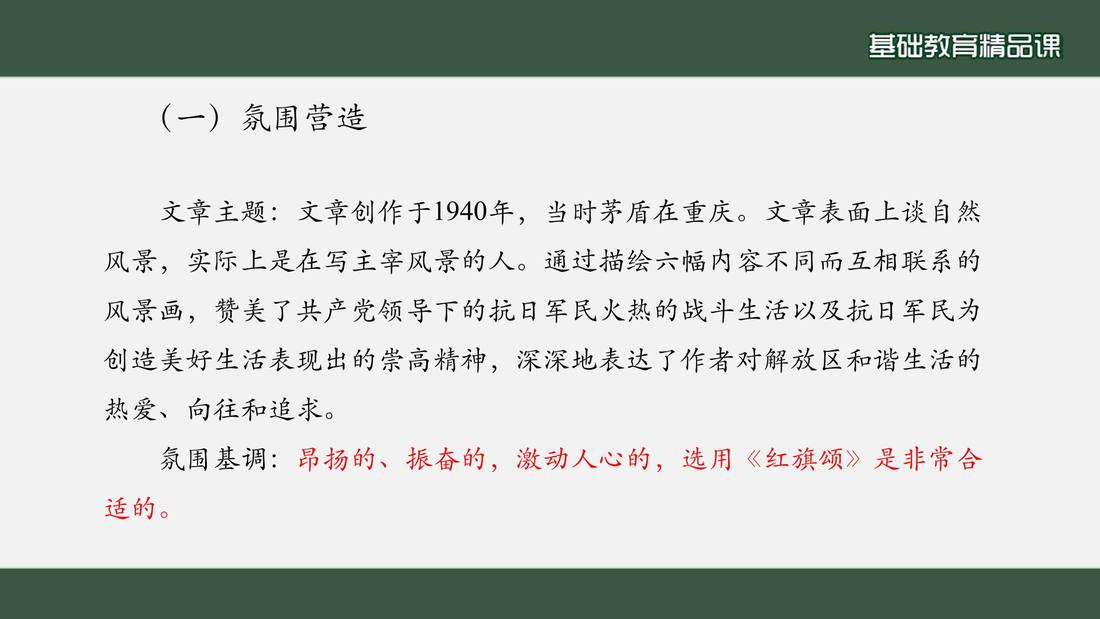 基础教育精品课
（一）氛围营造
文章主题：文章创作于1940年，当时茅盾在重庆。文章表面上谈自然
风景，实际上是在写主宰风景的人。通过描绘六幅内容不同而互相联系的
风景画，赞美了共产党领导下的抗日军民火热的战斗生活以及抗日军民为
创造美好生活表现出的崇高精神，深深地表达了作者对解放区和谐生活的
热爱、向往和追求。
氛围基调：昂扬的、振奋的，激动人心的，选用《红旗颂》是非常合
适的。